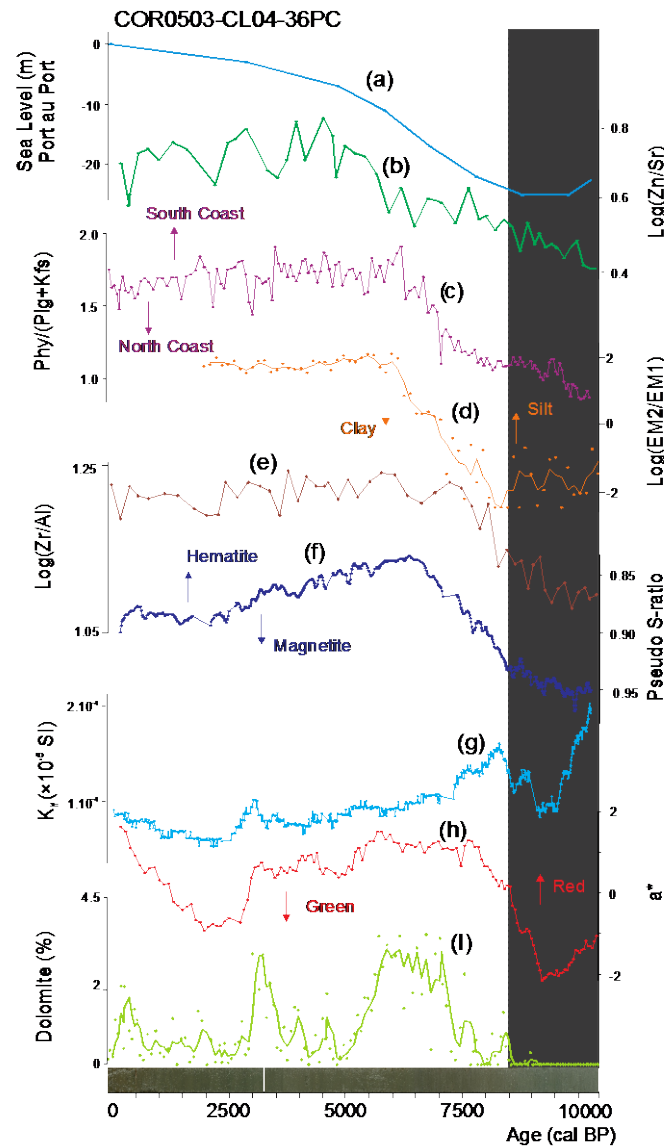 COR0503-CL04-36PC
Sea Level (m)
Port au Port
0
-10
-20
(a)
(b)
0.8
0.6
0.4
Log(Zn/Sr)
South Coast
North Coast
2.0
1.5
1.0
Phy/(Plg+Kfs)
(c)
(d)
Clay
Silt
2
0
-2
Log(EM2/EM1)
1.25
1.05
Log(Zr/Al)
(e)
(f)
Hematite
Magnetite
0.85
0.90
0.95
Pseudo S-ratio
2·10⁴
1·10⁴
(g)
(h)
Green
Red
2
0
-2
a*
4.5
2
0
Dolomite (%)
(I)
0 2500 5000 7500 10000
Age (cal BP)